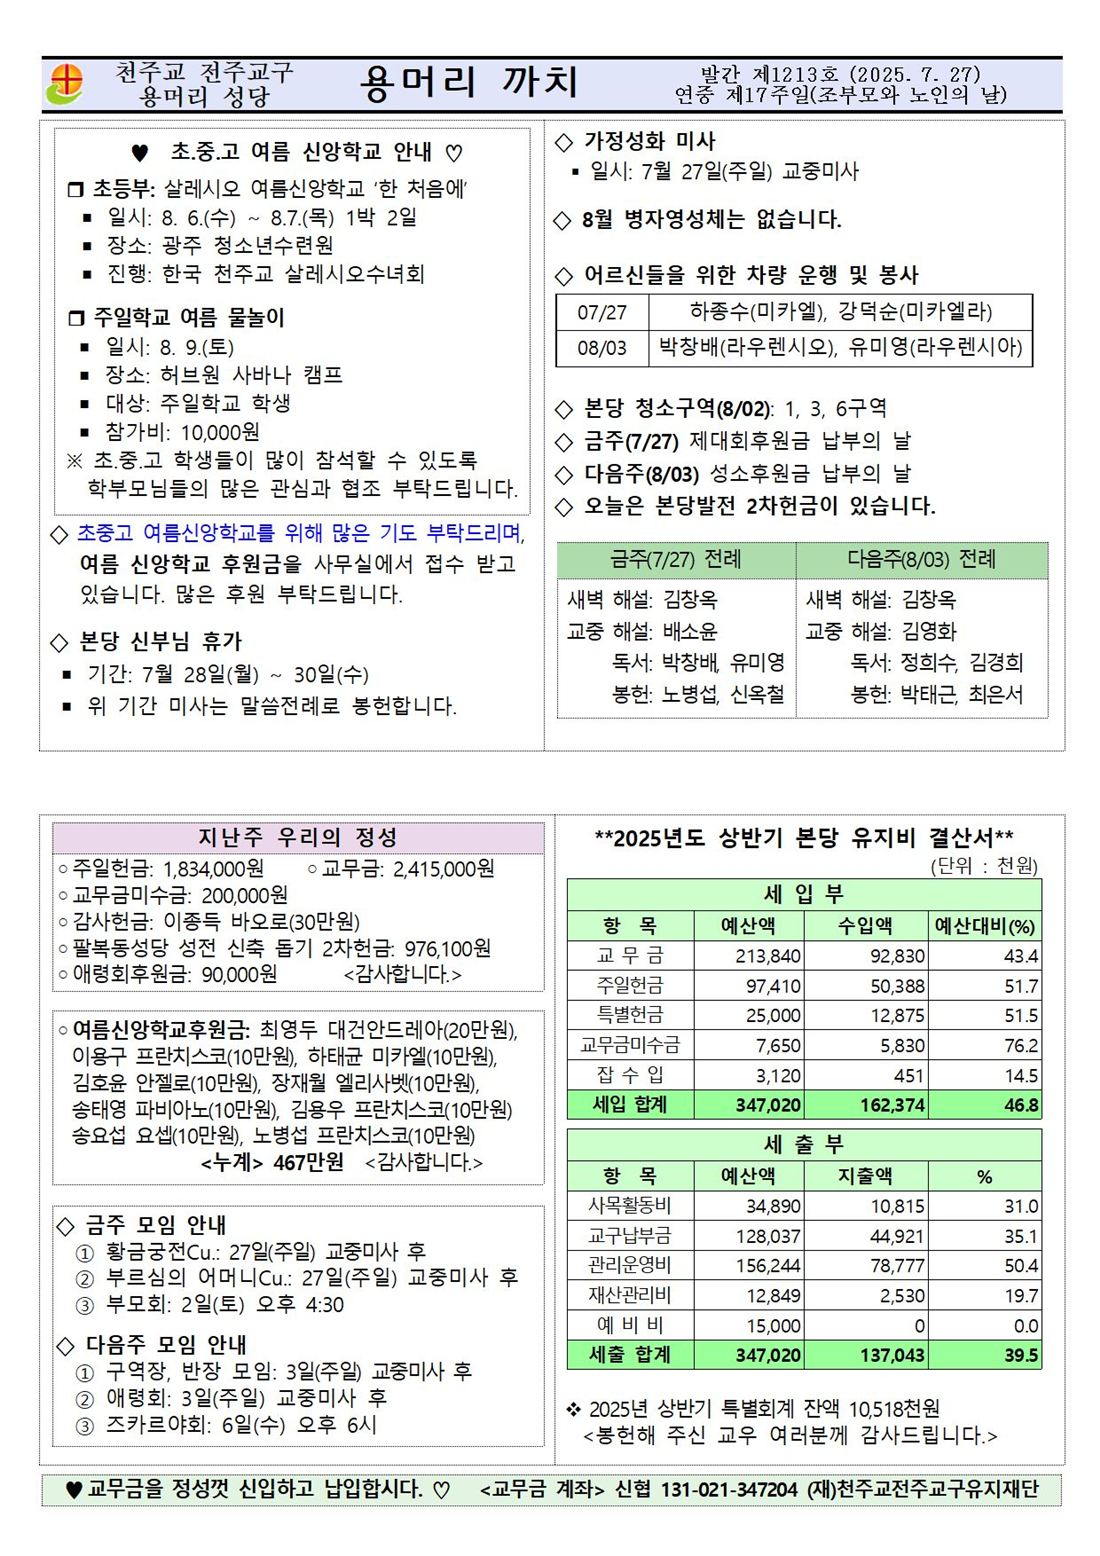 천주교 전주교구
용머리 성당
용머리 까치
발간 제1213호 (2025. 7. 27)
연중 제17주일(조부모와 노인의 날)
♥ 초.중.고 여름 신앙학교 안내 ♡
❒ 초등부: 살레시오 여름신앙학교 ‘한 처음에’
▪ 일시: 8. 6.(수) ~ 8.7.(목) 1박 2일
▪ 장소: 광주 청소년수련원
▪ 진행: 한국 천주교 살레시오수녀회
❒ 주일학교 여름 물놀이
▪ 일시: 8. 9.(토)
▪ 장소: 허브원 사바나 캠프
▪ 대상: 주일학교 학생
▪ 참가비: 10,000원
※ 초.중.고 학생들이 많이 참석할 수 있도록
학부모님들의 많은 관심과 협조 부탁드립니다.
◇ 초중고 여름신앙학교를 위해 많은 기도 부탁드리며,
여름 신앙학교 후원금을 사무실에서 접수 받고
있습니다. 많은 후원 부탁드립니다.
◇ 본당 신부님 휴가
▪ 기간: 7월 28일(월) ~ 30일(수)
▪ 위 기간 미사는 말씀전례로 봉헌합니다.
◇ 가정성화 미사
▪ 일시: 7월 27일(주일) 교중미사
◇ 8월 병자영성체는 없습니다.
◇ 어르신들을 위한 차량 운행 및 봉사
07/27 하종수(미카엘), 강덕순(미카엘라)
08/03 박창배(라우렌시오), 유미영(라우렌시아)
◇ 본당 청소구역(8/02): 1, 3, 6구역
◇ 금주(7/27) 제대회후원금 납부의 날
◇ 다음주(8/03) 성소후원금 납부의 날
◇ 오늘은 본당발전 2차헌금이 있습니다.
금주(7/27) 전례 다음주(8/03) 전례
새벽 해설: 김창옥 새벽 해설: 김창옥
교중 해설: 배소윤 교중 해설: 김영화
독서: 박창배, 유미영 독서: 정희수, 김경희
봉헌: 노병섭, 신옥철 봉헌: 박태근, 최은서
지난주 우리의 정성
○ 주일헌금: 1,834,000원 ○ 교무금: 2,415,000원
○ 교무금미수금: 200,000원
○ 감사헌금: 이종득 바오로(30만원)
○ 팔복동성당 성전 신축 돕기 2차헌금: 976,100원
○ 애령회후원금: 90,000원 <감사합니다.>
○ 여름신앙학교후원금: 최영두 대건안드레아(20만원),
이용구 프란치스코(10만원), 하태균 미카엘(10만원),
김호윤 안젤로(10만원), 장재월 엘리사벳(10만원),
송태영 파비아노(10만원), 김용우 프란치스코(10만원)
송요섭 요셉(10만원), 노병섭 프란치스코(10만원)
<누계> 467만원 <감사합니다.>
◇ 금주 모임 안내
① 황금궁전Cu.: 27일(주일) 교중미사 후
② 부르심의 어머니Cu.: 27일(주일) 교중미사 후
③ 부모회: 2일(토) 오후 4:30
◇ 다음주 모임 안내
① 구역장, 반장 모임: 3일(주일) 교중미사 후
② 애령회: 3일(주일) 교중미사 후
③ 즈카르야회: 6일(수) 오후 6시
**2025년도 상반기 본당 유지비 결산서**
(단위 : 천원)
세 입 부
항 목 예산액 수입액 예산대비(%)
교 무 금 213,840 92,830 43.4
주일헌금 97,410 50,388 51.7
특별헌금 25,000 12,875 51.5
교무금미수금 7,650 5,830 76.2
잡 수 입 3,120 451 14.5
세입 합계 347,020 162,374 46.8
세 출 부
항 목 예산액 지출액 %
사목활동비 34,890 10,815 31.0
교구납부금 128,037 44,921 35.1
관리운영비 156,244 78,777 50.4
재산관리비 12,849 2,530 19.7
예 비 비 15,000 0 0.0
세출 합계 347,020 137,043 39.5
❖ 2025년 상반기 특별회계 잔액 10,518천원
<봉헌해 주신 교우 여러분께 감사드립니다.>
♥ 교무금을 정성껏 신입하고 납입합시다. ♡ <교무금 계좌> 신협 131-021-347204 (재)천주교전주교구유지재단